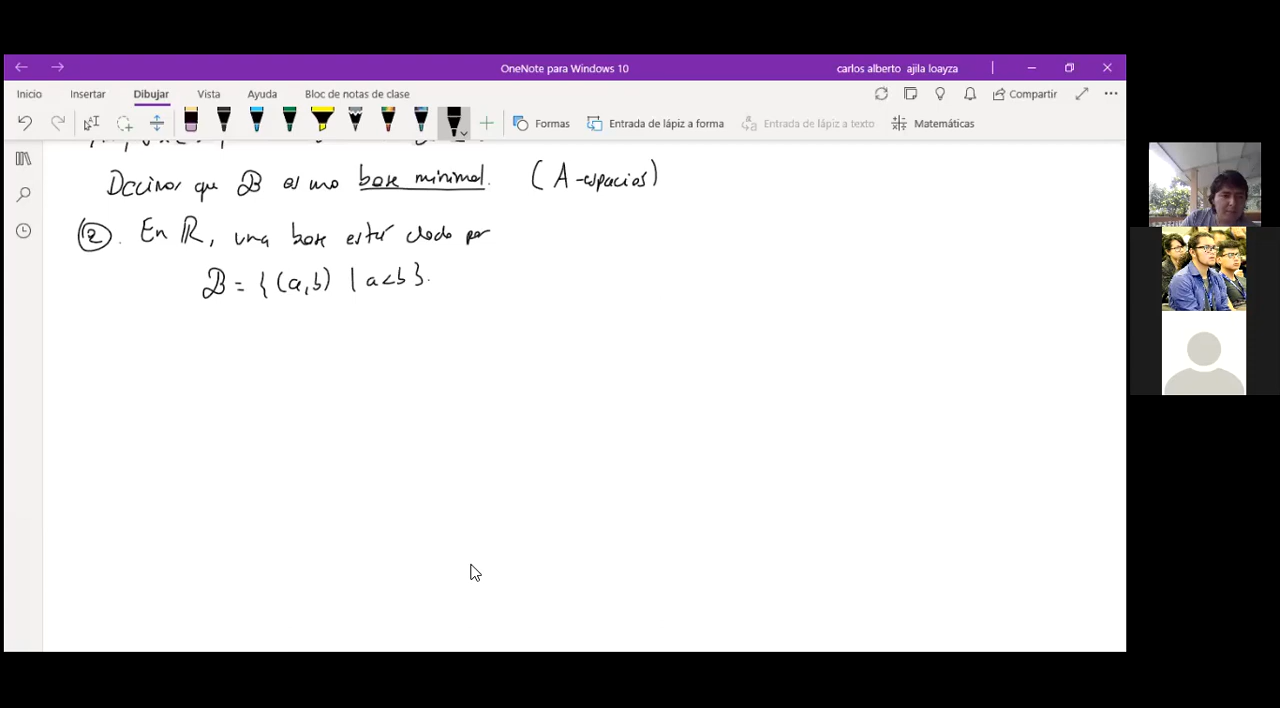 OneNote para Windows 10
carlos alberto ajila loayza
Inicio Insertar Dibujar Vista Ayuda Bloc de notas de clase
Compartir
Formas Entrada de lápiz a forma Entrada de lápiz a texto Matemáticas
Decimos que ℬ es una base minimal. (A-espacios)
②. En ℝ, una base está dada por
ℬ = {(a,b) | a<b}.